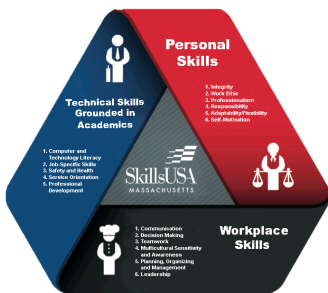 Personal
Skills
1. Integrity
2. Work Ethic
3. Professionalism
4. Responsibility
5. Adaptability/Flexibility
6. Self-Motivation
Technical Skills
Grounded in
Academics
1. Computer and
Technology Literacy
2. Job Specific Skills
3. Safety and Health
4. Service Orientation
5. Professional
Development
SkillsUSA
MASSACHUSETTS
1. Communication
2. Decision Making
3. Teamwork
4. Multicultural Sensitivity
and Awareness
5. Planning, Organizing
and Management
6. Leadership
Workplace
Skills